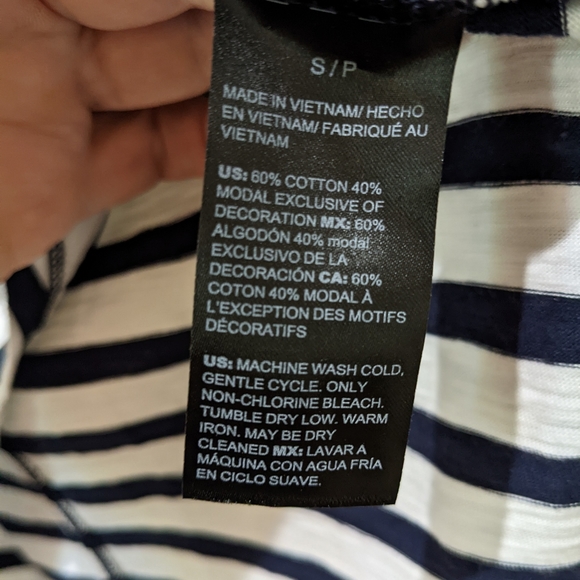 S/P
MADE IN VIETNAM/ HECHO
EN VIETNAM/ FABRIQUÉ AU
VIETNAM
US: 60% COTTON 40%
MODAL EXCLUSIVE OF
DECORATION MX: 60%
ALGODÓN 40% modal
EXCLUSIVO DE LA
DECORACIÓN CA: 60%
COTON 40% MODAL À
L'EXCEPTION DES MOTIFS
DÉCORATIFS
US: MACHINE WASH COLD,
GENTLE CYCLE. ONLY
NON-CHLORINE BLEACH.
TUMBLE DRY LOW. WARM
IRON. MAY BE DRY
CLEANED MX: LAVAR A
MÁQUINA CON AGUA FRÍA
EN CICLO SUAVE.